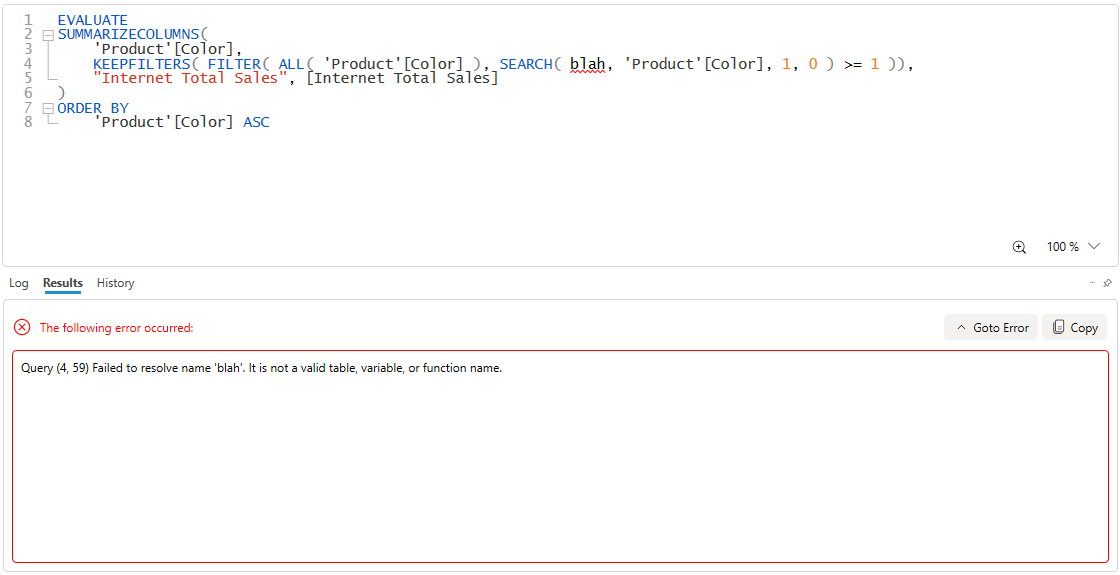 1 EVALUATE
2 SUMMARIZECOLUMNS(
3 'Product'[Color],
4 KEEPFILTERS( FILTER( ALL( 'Product'[Color] ), SEARCH( blah, 'Product'[Color], 1, 0 ) >= 1 )),
5 "Internet Total Sales", [Internet Total Sales]
6 )
7 ORDER BY
8 'Product'[Color] ASC
100 %
Log Results History
The following error occurred: Goto Error Copy
Query (4, 59) Failed to resolve name 'blah'. It is not a valid table, variable, or function name.